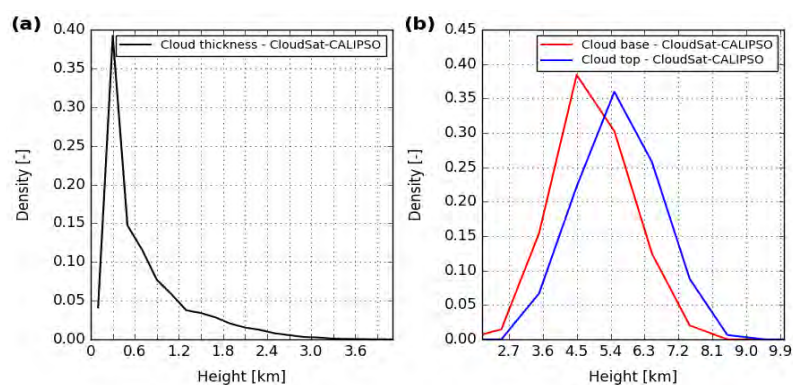 (a)
Cloud thickness - CloudSat-CALIPSO
0.40
0.35
0.30
0.25
0.20
0.15
0.10
0.05
0.00
Density [-]
0 0.6 1.2 1.8 2.4 3.0 3.6
Height [km]
(b)
Cloud base - CloudSat-CALIPSO
Cloud top - CloudSat-CALIPSO
0.45
0.40
0.35
0.30
0.25
0.20
0.15
0.10
0.05
0.00
Density [-]
2.7 3.6 4.5 5.4 6.3 7.2 8.1 9.0 9.9
Height [km]